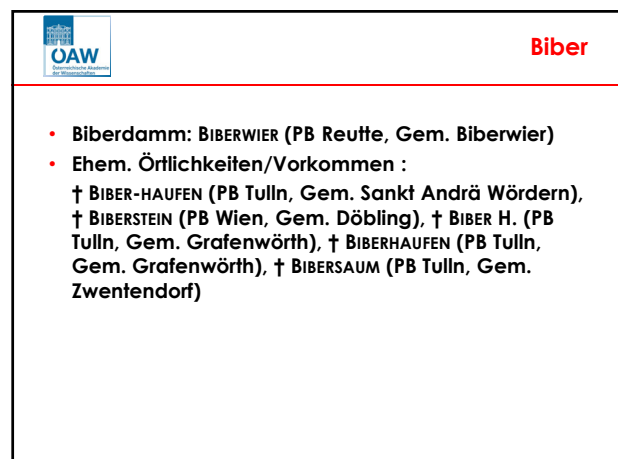 ÖAW
Österreichische Akademie
der Wissenschaften
Biber
• Biberdamm: BIBERWIER (PB Reutte, Gem. Biberwier)
• Ehem. Örtlichkeiten/Vorkommen :
† BIBER-HAUFEN (PB Tulln, Gem. Sankt Andrä Wördern),
† BIBERSTEIN (PB Wien, Gem. Döbling), † BIBER H. (PB
Tulln, Gem. Grafenwörth), † BIBERHAUFEN (PB Tulln,
Gem. Grafenwörth), † BIBERSAUM (PB Tulln, Gem.
Zwentendorf)